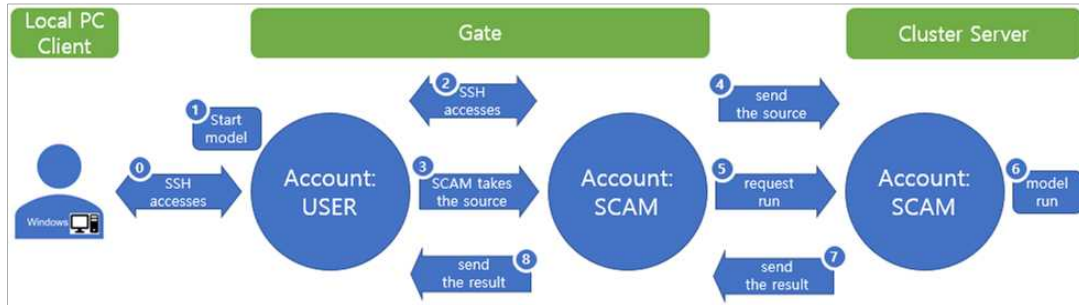 Local PC
Client
Gate
Cluster Server
0
SSH
accesses
Windows
1
Start
model
Account:
USER
2
SSH
accesses
3
SCAM takes
the source
Account:
SCAM
4
send
the source
5
request
run
Account:
SCAM
6
model
run
7
send
the result
8
send
the result